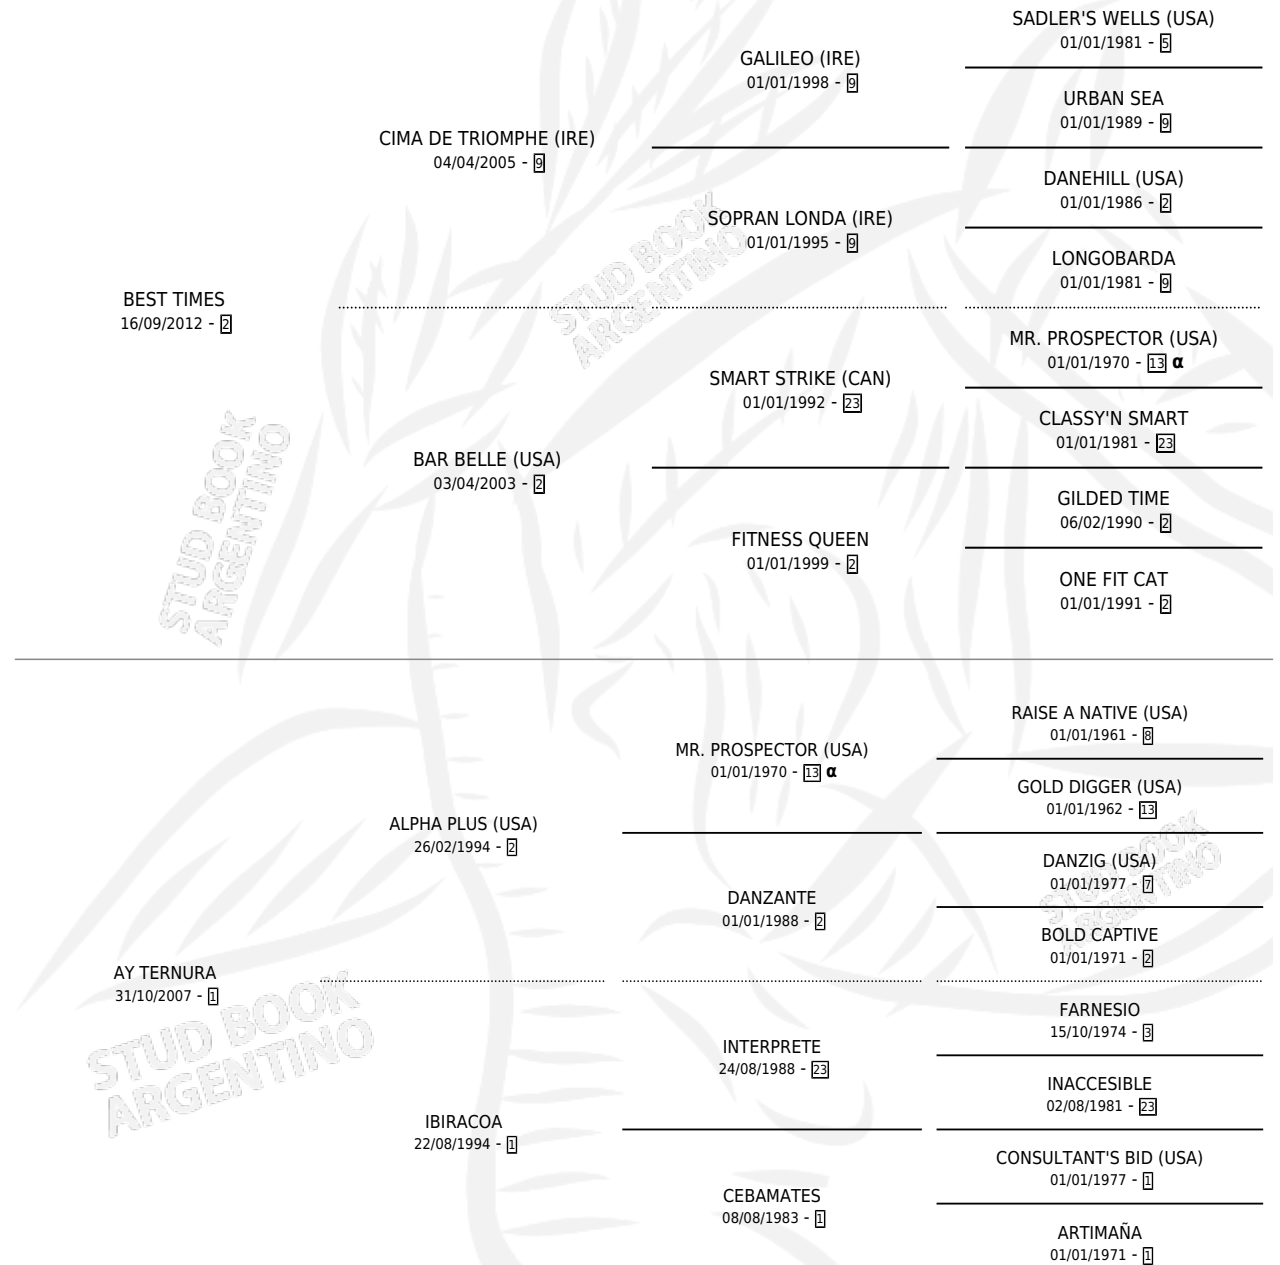 SADLER'S WELLS (USA)
01/01/1981 - 5
GALILEO (IRE)
01/01/1998 - 9
URBAN SEA
01/01/1989 - 9
CIMA DE TRIOMPHE (IRE)
04/04/2005 - 9
DANEHILL (USA)
01/01/1986 - 2
SOPRAN LONDA (IRE)
01/01/1995 - 9
LONGOBARDA
01/01/1981 - 9
BEST TIMES
16/09/2012 - 2
MR. PROSPECTOR (USA)
01/01/1970 - 13 α
SMART STRIKE (CAN)
01/01/1992 - 23
CLASSY'N SMART
01/01/1981 - 23
BAR BELLE (USA)
03/04/2003 - 2
GILDED TIME
06/02/1990 - 2
FITNESS QUEEN
01/01/1999 - 2
ONE FIT CAT
01/01/1991 - 2
RAISE A NATIVE (USA)
01/01/1961 - 8
MR. PROSPECTOR (USA)
01/01/1970 - 13 α
GOLD DIGGER (USA)
01/01/1962 - 13
ALPHA PLUS (USA)
26/02/1994 - 2
DANZIG (USA)
01/01/1977 - 7
DANZANTE
01/01/1988 - 2
BOLD CAPTIVE
01/01/1971 - 2
AY TERNURA
31/10/2007 - 1
FARNESIO
15/10/1974 - 3
INTERPRETE
24/08/1988 - 23
INACCESIBLE
02/08/1981 - 23
IBIRACOA
22/08/1994 - 1
CONSULTANT'S BID (USA)
01/01/1977 - 1
CEBAMATES
08/08/1983 - 1
ARTIMAÑA
01/01/1971 - 1
STUD BOOK
ARGENTINO
STUD BOOK
ARGENTINO
STUD BOOK
ARGENTINO
STUD BOOK
ARGENTINO